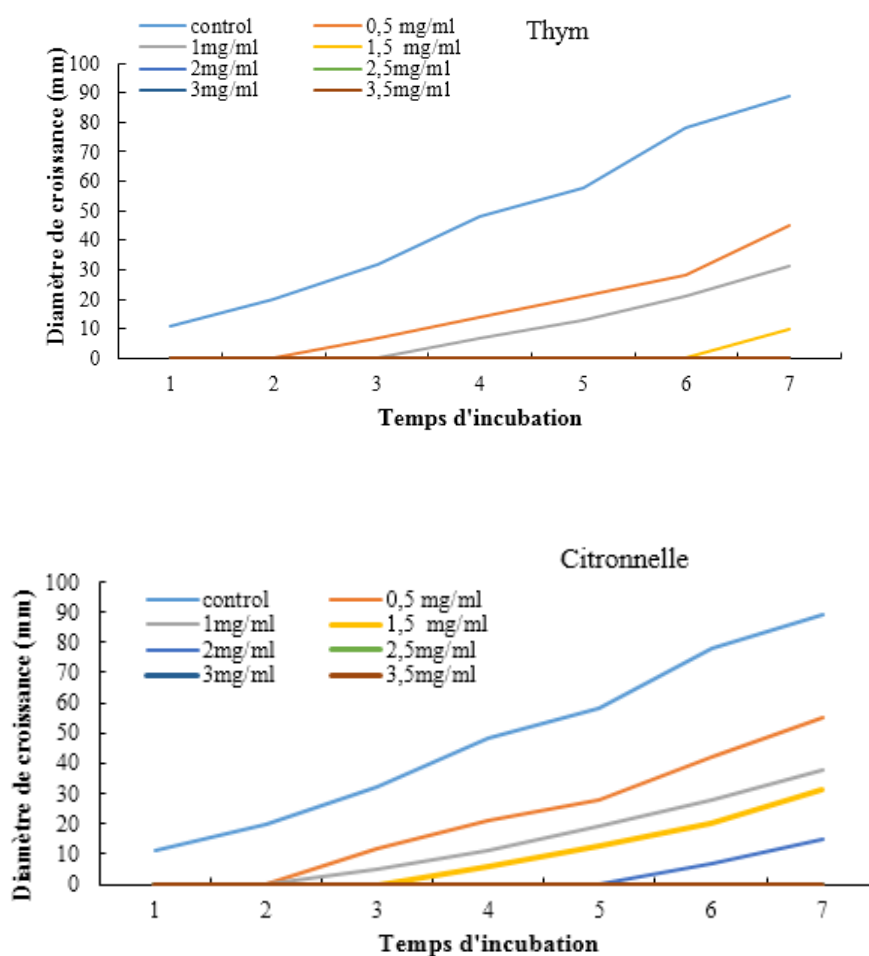 Thym
control 0,5 mg/ml
1mg/ml 1,5 mg/ml
2mg/ml 2,5mg/ml
3mg/ml 3,5mg/ml
Diamètre de croissance (mm)
100
90
80
70
60
50
40
30
20
10
0
1 2 3 4 5 6 7
Temps d'incubation
Citronnelle
control 0,5 mg/ml
1mg/ml 1,5 mg/ml
2mg/ml 2,5mg/ml
3mg/ml 3,5mg/ml
Diamètre de croissance (mm)
100
90
80
70
60
50
40
30
20
10
0
1 2 3 4 5 6 7
Temps d'incubation